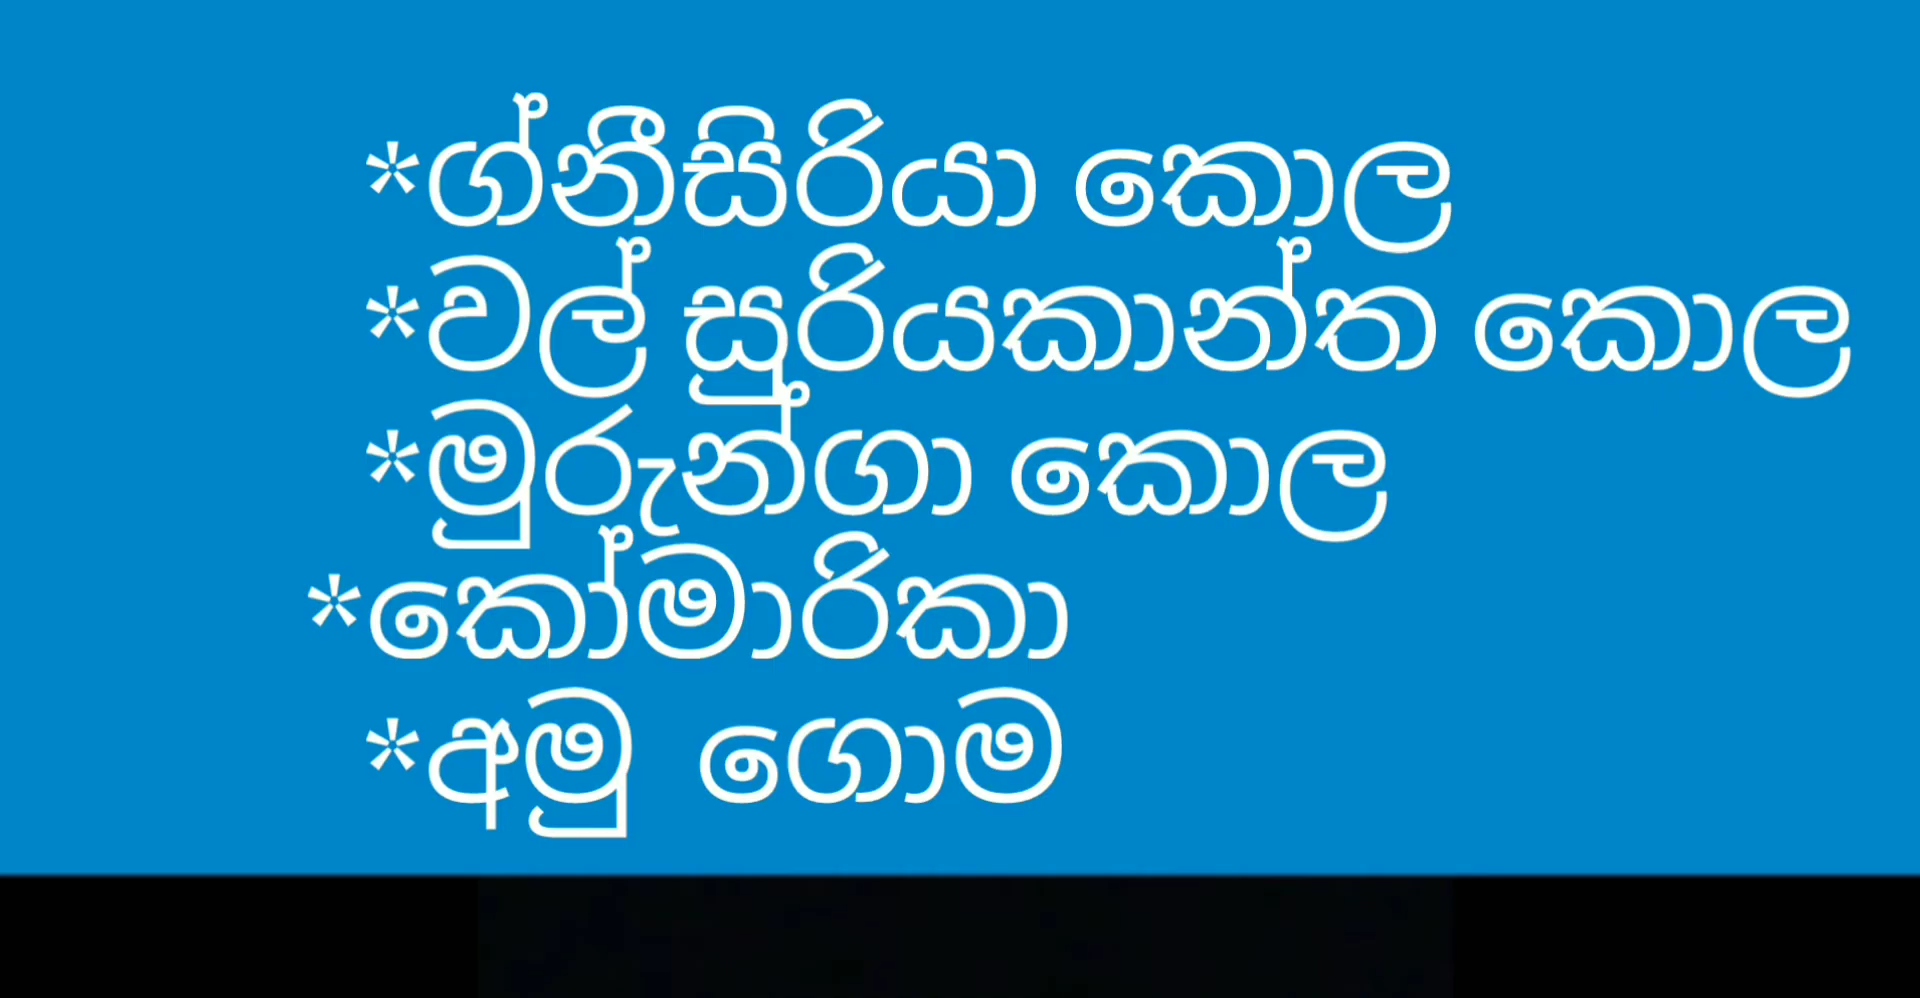 *ග්නීසිරියා කොල
*වල් සුරියකාන්ත කොල
*මුරුන්ගා කොල
*කෝමාරිකා
*අමු ගොම